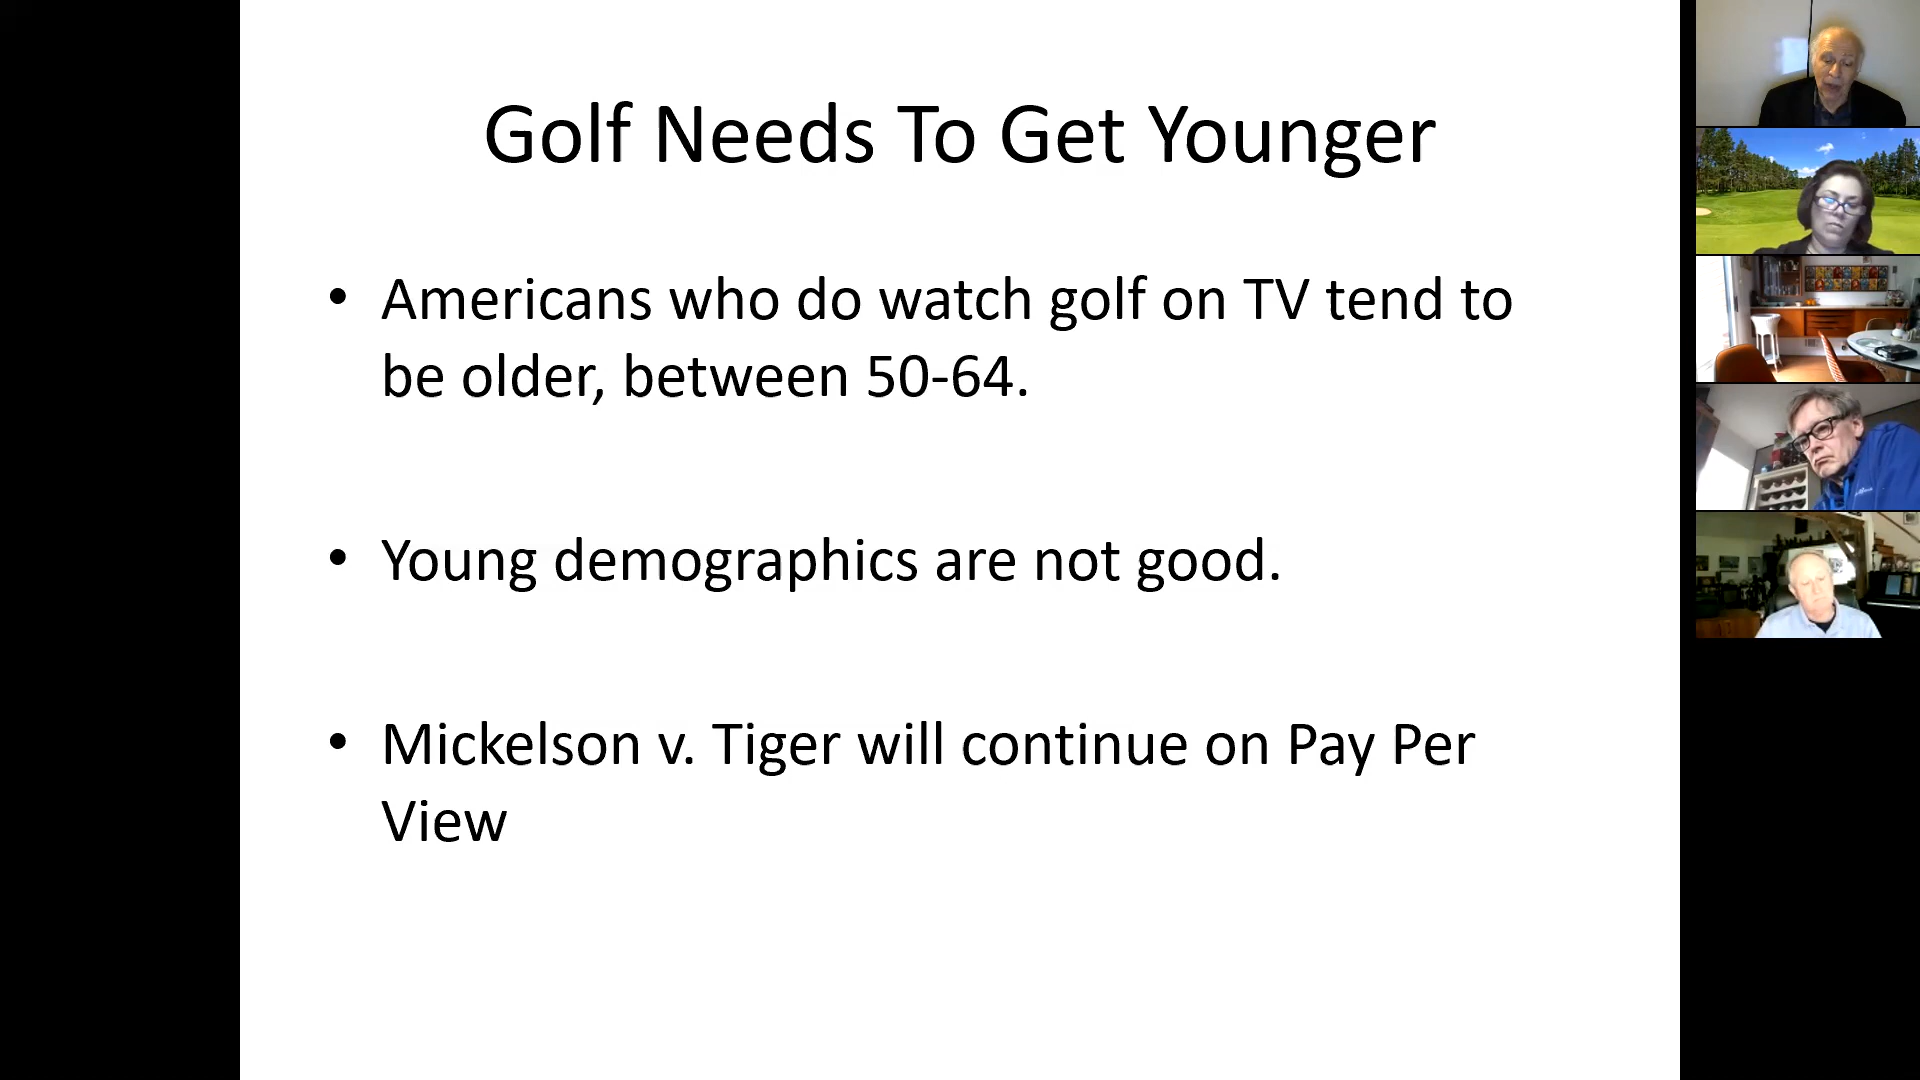 Golf Needs To Get Younger
• Americans who do watch golf on TV tend to
be older, between 50-64.
• Young demographics are not good.
• Mickelson v. Tiger will continue on Pay Per
View